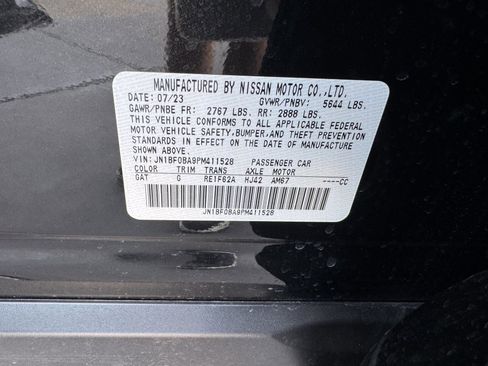 MANUFACTURED BY NISSAN MOTOR CO.,LTD.
DATE: 07/23 GVWR/PNBV: 5644 LBS.
GAWR/PNBE FR: 2767 LBS. RR: 2888 LBS.
THIS VEHICLE CONFORMS TO ALL APPLICABLE FEDERAL
MOTOR VEHICLE SAFETY,BUMPER,AND THEFT PREVENTION
STANDARDS IN EFFECT ON THE DATE OF MANUFACTURE
SHOWN ABOVE.
VIN: JN1BF0BA9PM411528 PASSENGER CAR
COLOR TRIM TRANS AXLE MOTOR
GAT G RE1F62A HJ42 AM67 ----CC
JN1BF0BA9PM411528